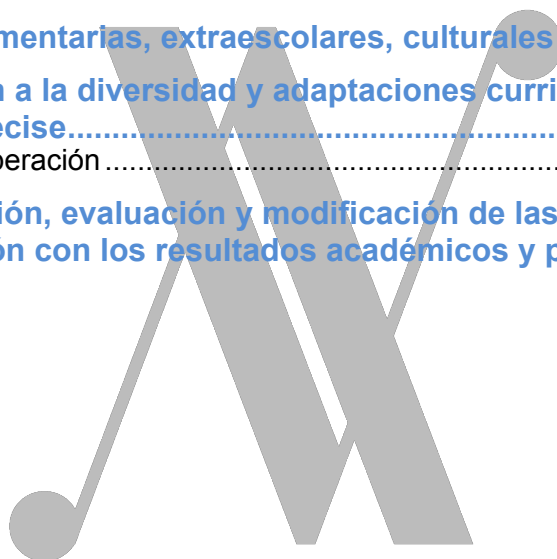 mentarias, extraescolares, culturales
a la diversidad y adaptaciones curri
ecise..........................................................
peración ......................................................
ión, evaluación y modificación de las
ón con los resultados académicos y p